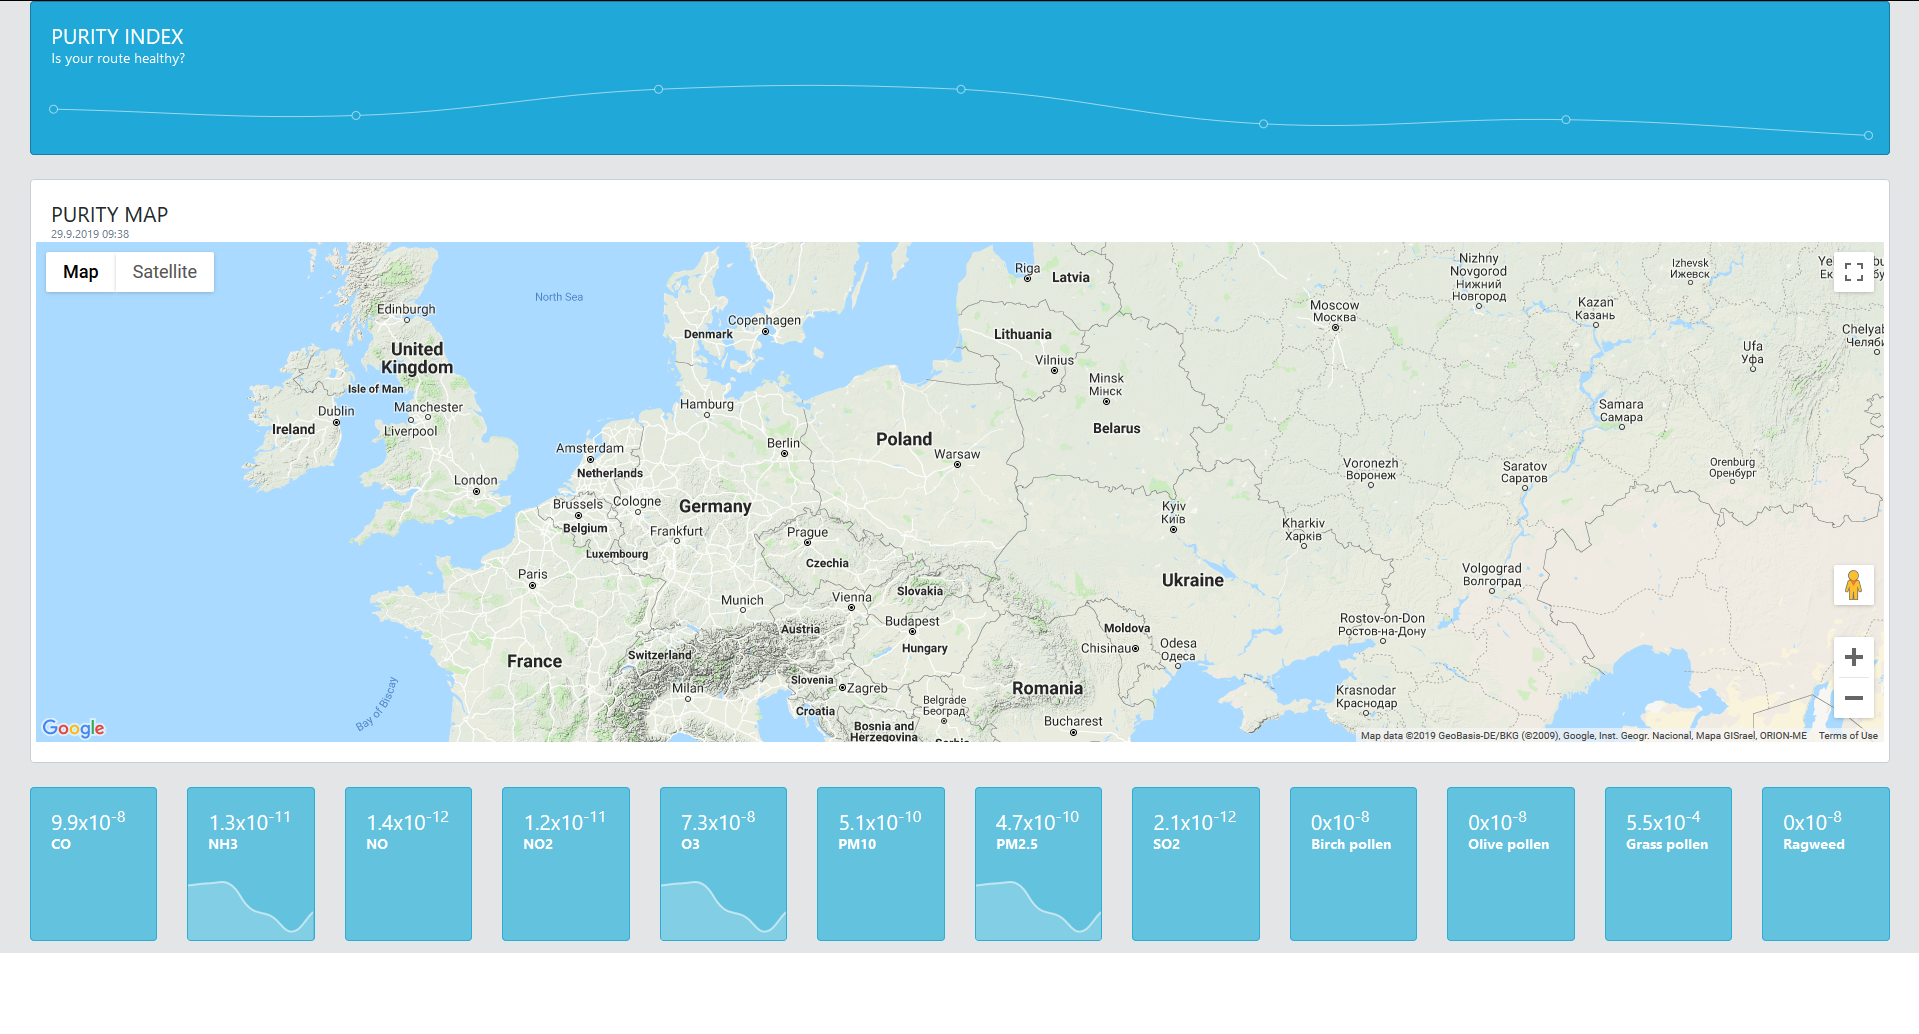 PURITY INDEX
Is your route healthy?
PURITY MAP
29.9.2019 09:38
Map
Satellite
North Sea
Edinburgh
United
Kingdom
Isle of Man
Dublin
Ireland
Manchester
Liverpool
London
Denmark
Copenhagen
Hamburg
Amsterdam
Netherlands
Berlin
Brussels
Belgium
Cologne
Germany
Frankfurt
Luxembourg
Paris
Prague
Czechia
Munich
Vienna
Austria
Slovakia
Budapest
Hungary
France
Switzerland
Milan
Slovenia
Zagreb
Croatia
Bosnia and
Herzegovina
Belgrade
Београд
Bay of Biscay
Riga
Latvia
Lithuania
Vilnius
Minsk
Мінск
Belarus
Poland
Warsaw
Kyiv
Київ
Ukraine
Kharkiv
Харків
Moldova
Chisinau
Odesa
Одеса
Romania
Bucharest
Moscow
Москва
Nizhny
Novgorod
Нижний
Новгород
Kazan
Казань
Izhevsk
Ижевск
Ufa
Уфа
Samara
Самара
Voronezh
Воронеж
Saratov
Саратов
Orenburg
Оренбург
Volgograd
Волгоград
Rostov-on-Don
Ростов-на-Дону
Krasnodar
Краснодар
Google
Map data ©2019 GeoBasis-DE/BKG (©2009), Google, Inst. Geogr. Nacional, Mapa GISrael, ORION-ME Terms of Use
9.9x10-8
CO
1.3x10-11
NH3
1.4x10-12
NO
1.2x10-11
NO2
7.3x10-8
O3
5.1x10-10
PM10
4.7x10-10
PM2.5
2.1x10-12
SO2
0x10-8
Birch pollen
0x10-8
Olive pollen
5.5x10-4
Grass pollen
0x10-8
Ragweed